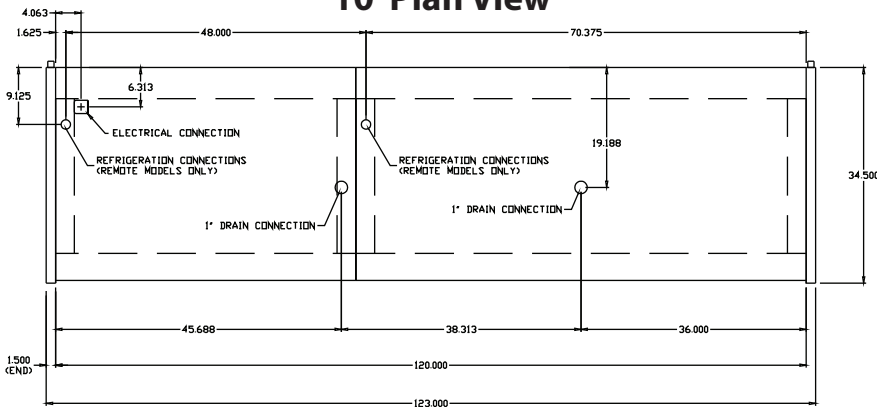 10' Plan View
4.063
1.625
48.000
70.375
9.125
6.313
ELECTRICAL CONNECTION
REFRIGERATION CONNECTIONS
(REMOTE MODELS ONLY)
REFRIGERATION CONNECTIONS
(REMOTE MODELS ONLY)
19.188
34.500
1" DRAIN CONNECTION
1" DRAIN CONNECTION
45.688
38.313
36.000
1.500
(END)
120.000
123.000